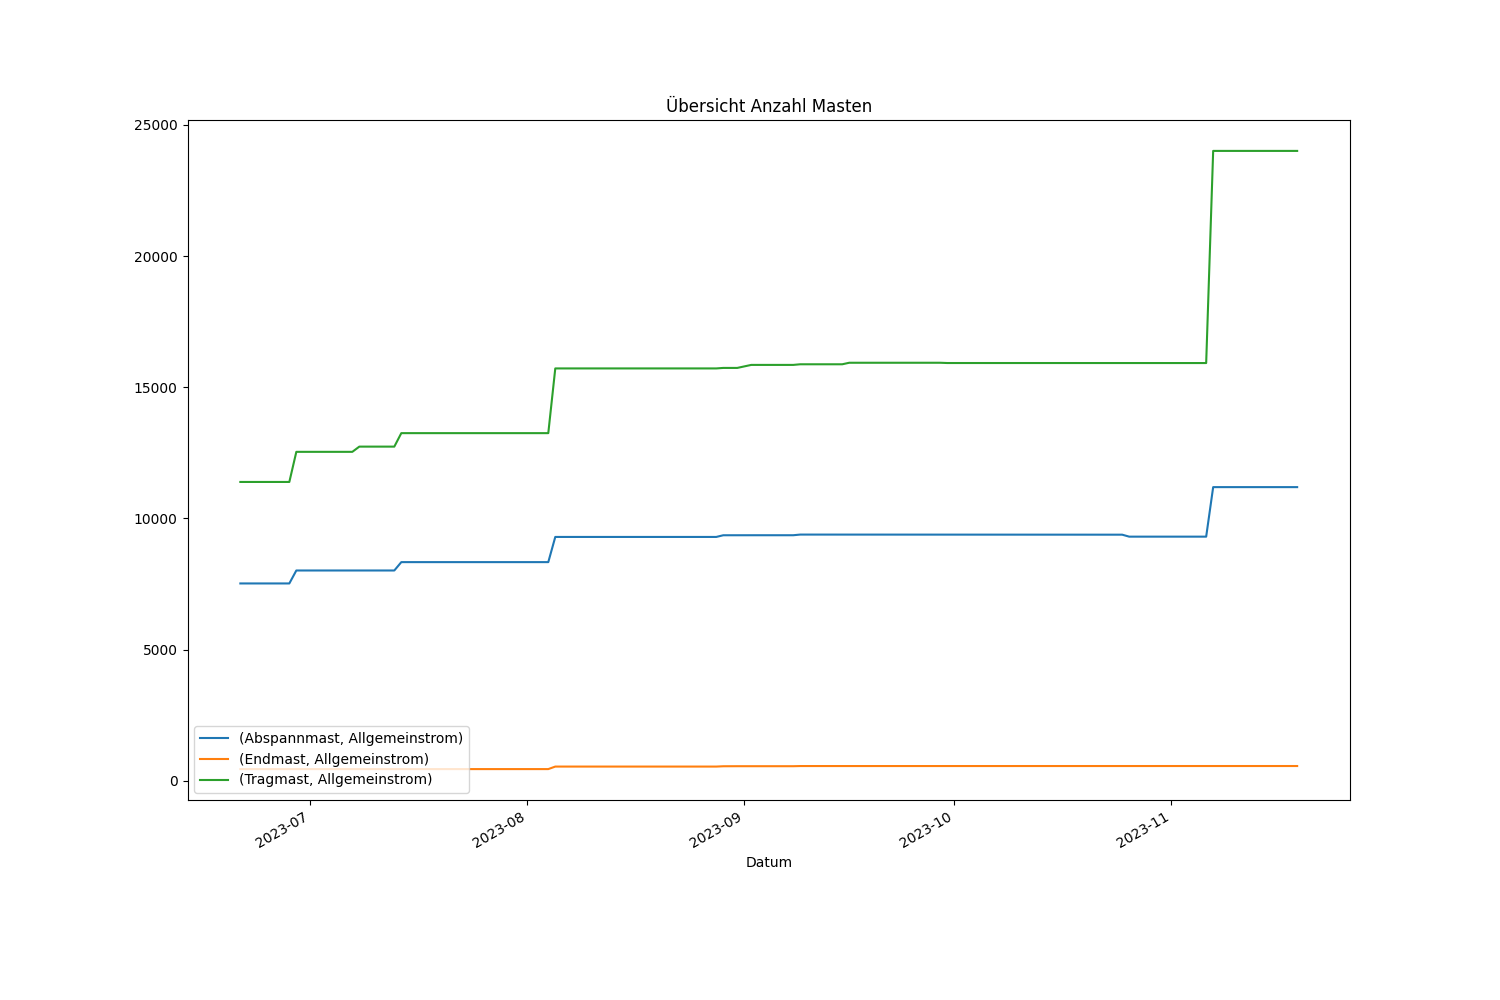 Übersicht Anzahl Masten
25000
20000
15000
10000
5000
0
(Abspannmast, Allgemeinstrom)
(Endmast, Allgemeinstrom)
(Tragmast, Allgemeinstrom)
2023-07
2023-08
2023-09
2023-10
2023-11
Datum